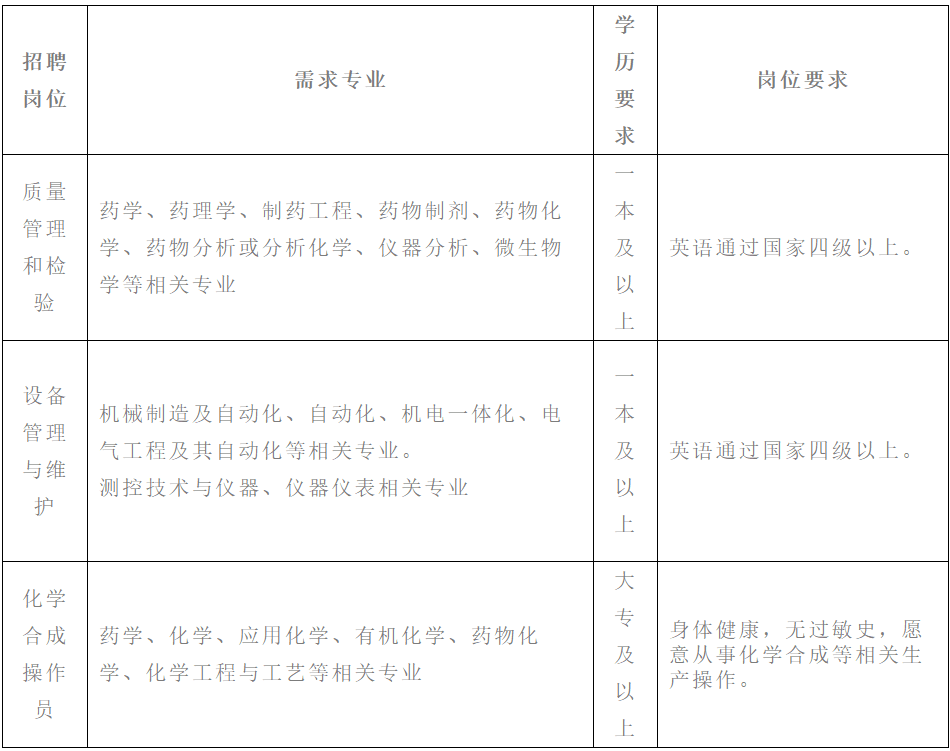 招聘
岗位
需求专业
学
历
要
求
岗位要求
质量
管理
和检
验
药学、药理学、制药工程、药物制剂、药物化
学、药物分析或分析化学、仪器分析、微生物
学等相关专业
一
本
及
以
上
英语通过国家四级以上。
设备
管理
与维
护
机械制造及自动化、自动化、机电一体化、电
气工程及其自动化等相关专业。
测控技术与仪器、仪器仪表相关专业
一
本
及
以
上
英语通过国家四级以上。
化学
合成
操作
员
药学、化学、应用化学、有机化学、药物化
学、化学工程与工艺等相关专业
大
专
及
以
上
身体健康，无过敏史，愿
意从事化学合成等相关生
产操作。